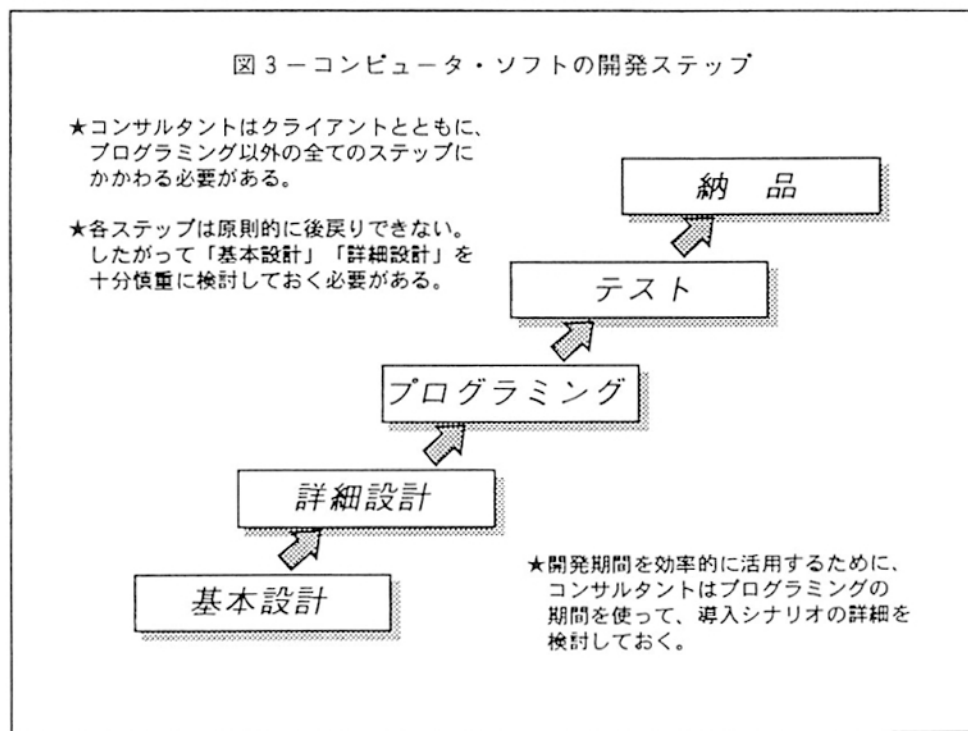 図3－コンピュータ・ソフトの開発ステップ
★コンサルタントはクライアントとともに、
プログラミング以外の全てのステップに
かかわる必要がある。
★各ステップは原則的に後戻りできない。
したがって「基本設計」「詳細設計」を
十分慎重に検討しておく必要がある。
納 品
テスト
プログラミング
詳細設計
基本設計
★開発期間を効率的に活用するために、
コンサルタントはプログラミングの
期間を使って、導入シナリオの詳細を
検討しておく。